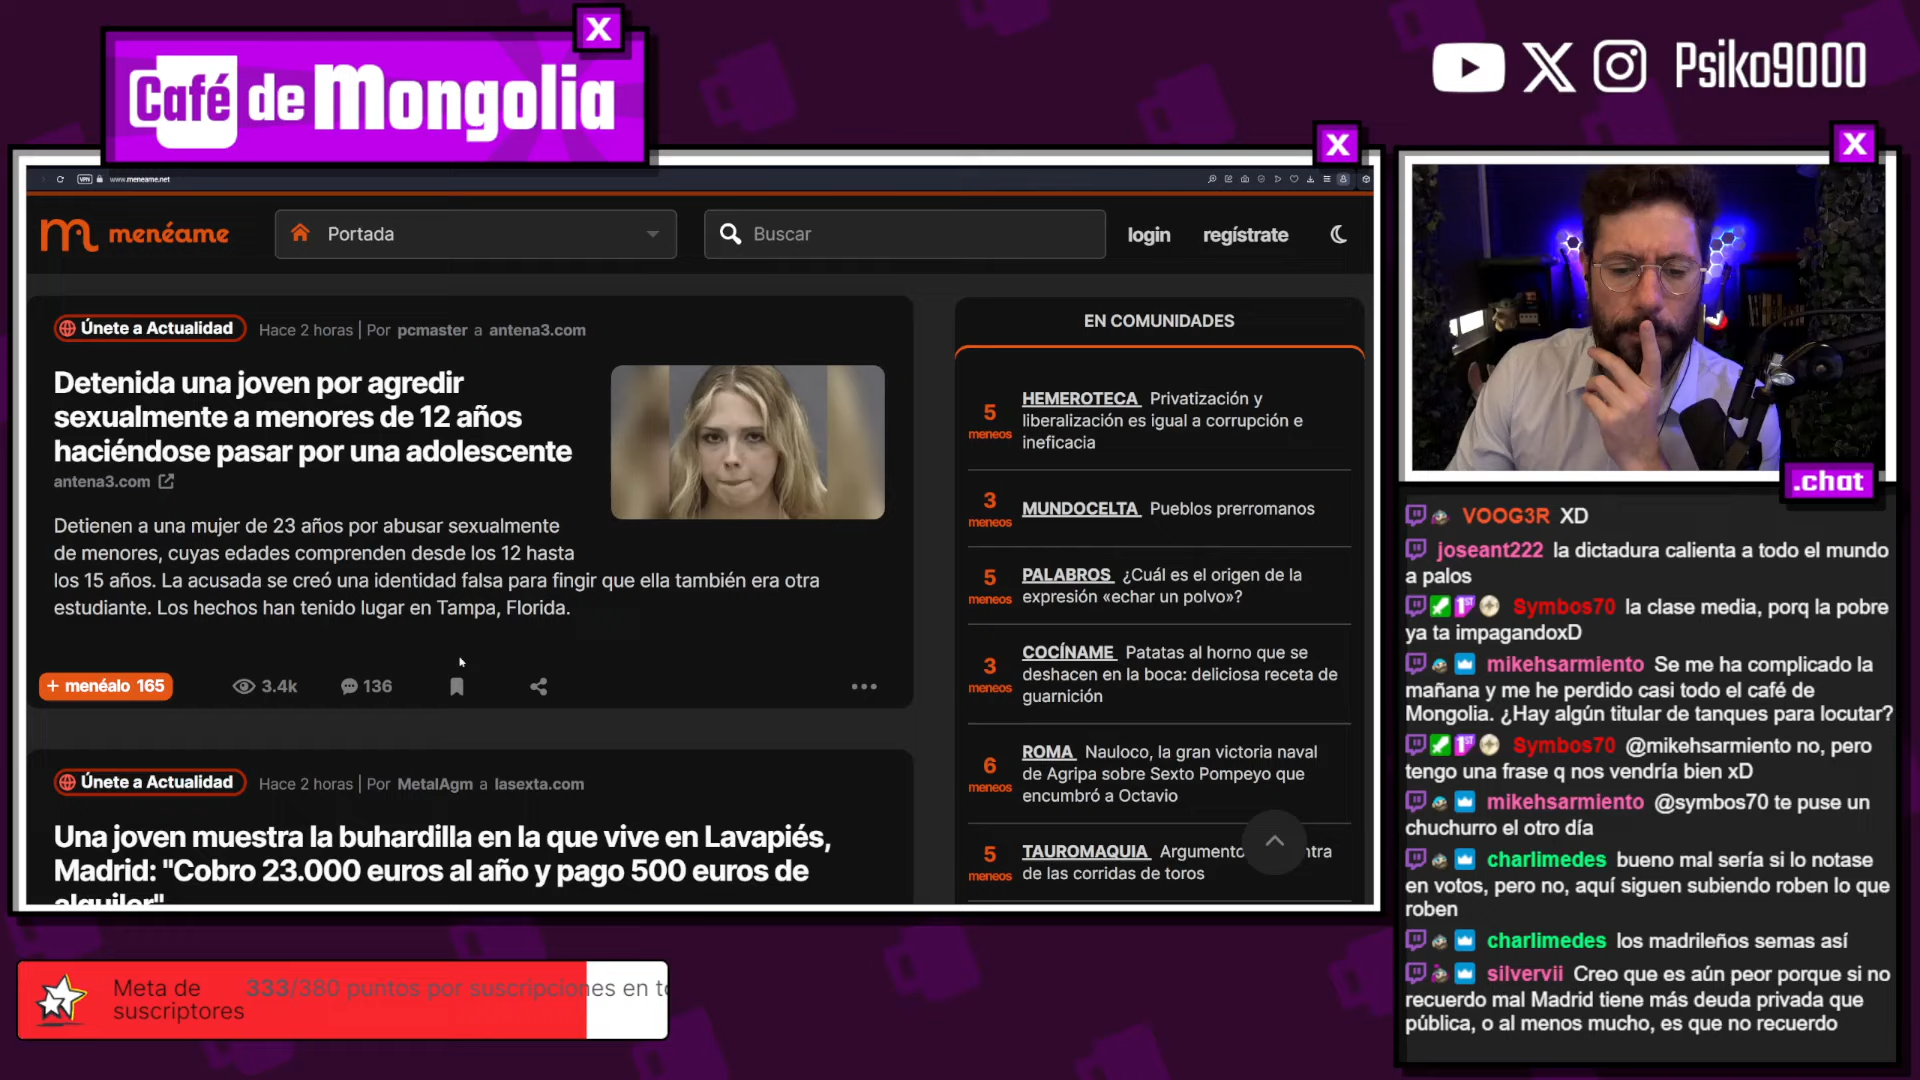 Café de Mongolia
X
Psiko9000
X
X
VPN www.meneame.net
menéame
Portada
Buscar
login
regístrate
Únete a Actualidad
Hace 2 horas | Por pcmaster a antena3.com
Detenida una joven por agredir
sexualmente a menores de 12 años
haciéndose pasar por una adolescente
antena3.com
Detienen a una mujer de 23 años por abusar sexualmente
de menores, cuyas edades comprenden desde los 12 hasta
los 15 años. La acusada se creó una identidad falsa para fingir que ella también era otra
estudiante. Los hechos han tenido lugar en Tampa, Florida.
+ menéalo 165
3.4k
136
Únete a Actualidad
Hace 2 horas | Por MetalAgm a lasexta.com
Una joven muestra la buhardilla en la que vive en Lavapiés,
Madrid: "Cobro 23.000 euros al año y pago 500 euros de
alquiler"
EN COMUNIDADES
5 meneos
HEMEROTECA Privatización y
liberalización es igual a corrupción e
ineficacia
3 meneos
MUNDOCELTA Pueblos prerromanos
5 meneos
PALABROS ¿Cuál es el origen de la
expresión «echar un polvo»?
3 meneos
COCÍNAME Patatas al horno que se
deshacen en la boca: deliciosa receta de
guarnición
6 meneos
ROMA Nauloco, la gran victoria naval
de Agripa sobre Sexto Pompeyo que
encumbró a Octavio
5 meneos
TAUROMAQUIA
de las corridas de toros
.chat
VOOG3R XD
joseant222 la dictadura calienta a todo el mundo
a palos
Symbos70 la clase media, porq la pobre
ya ta impagandoxD
mikehsarmiento Se me ha complicado la
mañana y me he perdido casi todo el café de
Mongolia. ¿Hay algún titular de tanques para locutar?
Symbos70 @mikehsarmiento no, pero
tengo una frase q nos vendría bien xD
mikehsarmiento @symbos70 te puse un
chuchurro el otro día
charlimedes bueno mal sería si lo notase
en votos, pero no, aquí siguen subiendo roben lo que
roben
charlimedes los madrileños semas así
silvervii Creo que es aún peor porque si no
recuerdo mal Madrid tiene más deuda privada que
pública, o al menos mucho, es que no recuerdo
Meta de
suscriptores
333/380 puntos por suscripciones en